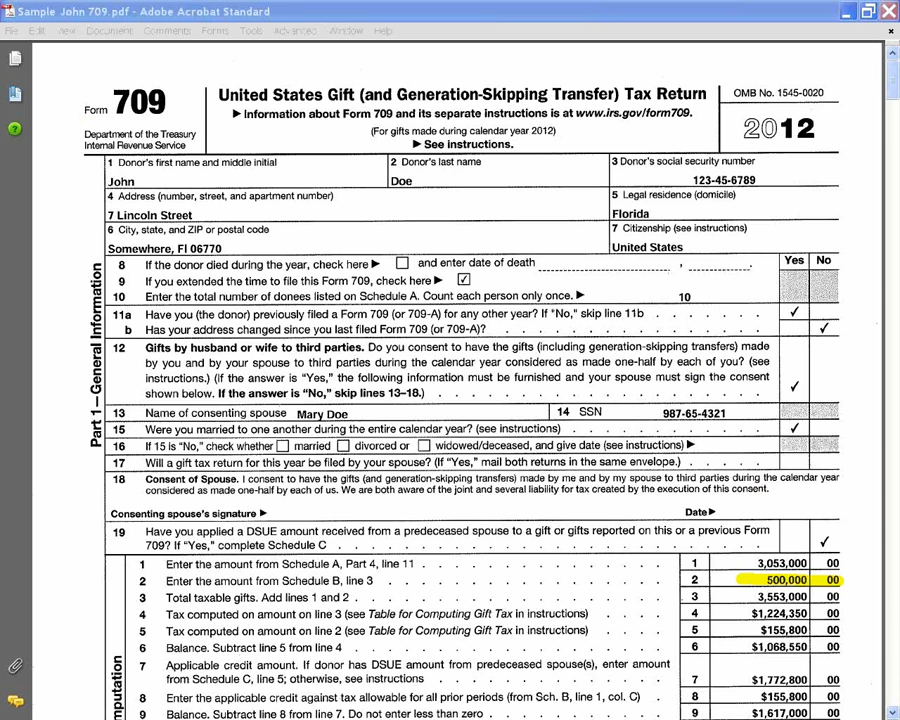 Sample John 709.pdf - Adobe Acrobat Standard
File Edit View Document Comments Forms Tools Advanced Window Help
Form 709
United States Gift (and Generation-Skipping Transfer) Tax Return
▶ Information about Form 709 and its separate instructions is at www.irs.gov/form709.
OMB No. 1545-0020
Department of the Treasury
Internal Revenue Service
(For gifts made during calendar year 2012)
▶ See instructions.
2012
1 Donor's first name and middle initial
2 Donor's last name
3 Donor's social security number
John
Doe
123-45-6789
4 Address (number, street, and apartment number)
5 Legal residence (domicile)
7 Lincoln Street
Florida
6 City, state, and ZIP or postal code
7 Citizenship (see instructions)
Somewhere, Fl 06770
United States
Part 1—General Information
8 If the donor died during the year, check here ▶ and enter date of death , . Yes No
9 If you extended the time to file this Form 709, check here ▶ ✓
10 Enter the total number of donees listed on Schedule A. Count each person only once. ▶ 10
11a Have you (the donor) previously filed a Form 709 (or 709-A) for any other year? If "No," skip line 11b . . . . . . ✓
b Has your address changed since you last filed Form 709 (or 709-A)? . . . . . . . . . . . . . ✓
12 Gifts by husband or wife to third parties. Do you consent to have the gifts (including generation-skipping transfers) made
by you and by your spouse to third parties during the calendar year considered as made one-half by each of you? (see
instructions.) (If the answer is "Yes," the following information must be furnished and your spouse must sign the consent
shown below. If the answer is "No," skip lines 13–18.) . . . . . . . . . . . . . . . ✓
13 Name of consenting spouse Mary Doe 14 SSN 987-65-4321
15 Were you married to one another during the entire calendar year? (see instructions) . . . . . . . . . ✓
16 If 15 is "No," check whether married divorced or widowed/deceased, and give date (see instructions) ▶
17 Will a gift tax return for this year be filed by your spouse? (If "Yes," mail both returns in the same envelope.) . . . . .
18 Consent of Spouse. I consent to have the gifts (and generation-skipping transfers) made by me and by my spouse to third parties during the calendar year
considered as made one-half by each of us. We are both aware of the joint and several liability for tax created by the execution of this consent.
Consenting spouse's signature ▶ Date ▶
19 Have you applied a DSUE amount received from a predeceased spouse to a gift or gifts reported on this or a previous Form
709? If "Yes," complete Schedule C . . . . . . . . . . . . . . . . . . . . ✓
mputation
1 Enter the amount from Schedule A, Part 4, line 11 . . . . . . . . . . . . 1 3,053,000 00
2 Enter the amount from Schedule B, line 3 . . . . . . . . . . . . . . 2 500,000 00
3 Total taxable gifts. Add lines 1 and 2 . . . . . . . . . . . . . . . 3 3,553,000 00
4 Tax computed on amount on line 3 (see Table for Computing Gift Tax in instructions) . . . . 4 $1,224,350 00
5 Tax computed on amount on line 2 (see Table for Computing Gift Tax in instructions) . . . . 5 $155,800 00
6 Balance. Subtract line 5 from line 4 . . . . . . . . . . . . . . . . 6 $1,068,550 00
7 Applicable credit amount. If donor has DSUE amount from predeceased spouse(s), enter amount
from Schedule C, line 5; otherwise, see instructions . . . . . . . . . . . . 7 $1,772,800 00
8 Enter the applicable credit against tax allowable for all prior periods (from Sch. B, line 1, col. C) . 8 $155,800 00
9 Balance. Subtract line 8 from line 7. Do not enter less than zero . . . . . . . . 9 $1,617,000 00